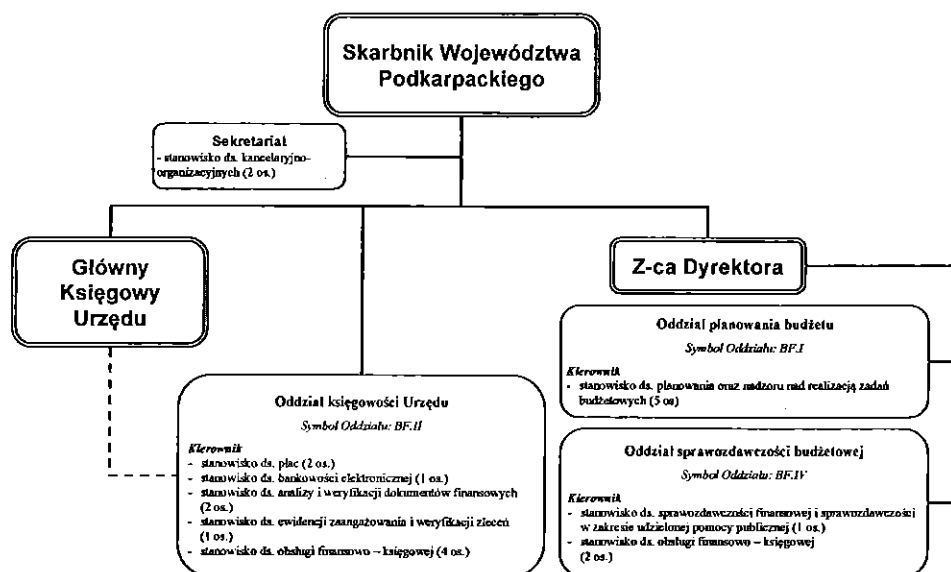 Skarbnik Województwa
Podkarpackiego
Sekretariat
- stanowisko ds. kancelaryjno-
organizacyjnych (2 os.)
Główny
Księgowy
Urzędu
Z-ca Dyrektora
Oddział planowania budżetu
Symbol Oddziału: BF.I
Kierownik
- stanowisko ds. planowania oraz nadzoru nad realizacją zadań
budżetowych (5 os)
Oddział księgowości Urzędu
Symbol Oddziału: BF.II
Kierownik
- stanowisko ds. płac (2 os.)
- stanowisko ds. bankowości elektronicznej (1 os.)
- stanowisko ds. analizy i weryfikacji dokumentów finansowych
(2 os.)
- stanowisko ds. ewidencji zaangażowania i weryfikacji zleceń
(1 os.)
- stanowisko ds. obsługi finansowo – księgowej (4 os.)
Oddział sprawozdawczości budżetowej
Symbol Oddziału: BF.IV
Kierownik
- stanowisko ds. sprawozdawczości finansowej i sprawozdawczości
w zakresie udzielonej pomocy publicznej (1 os.)
- stanowisko ds. obsługi finansowo – księgowej
(2 os.)